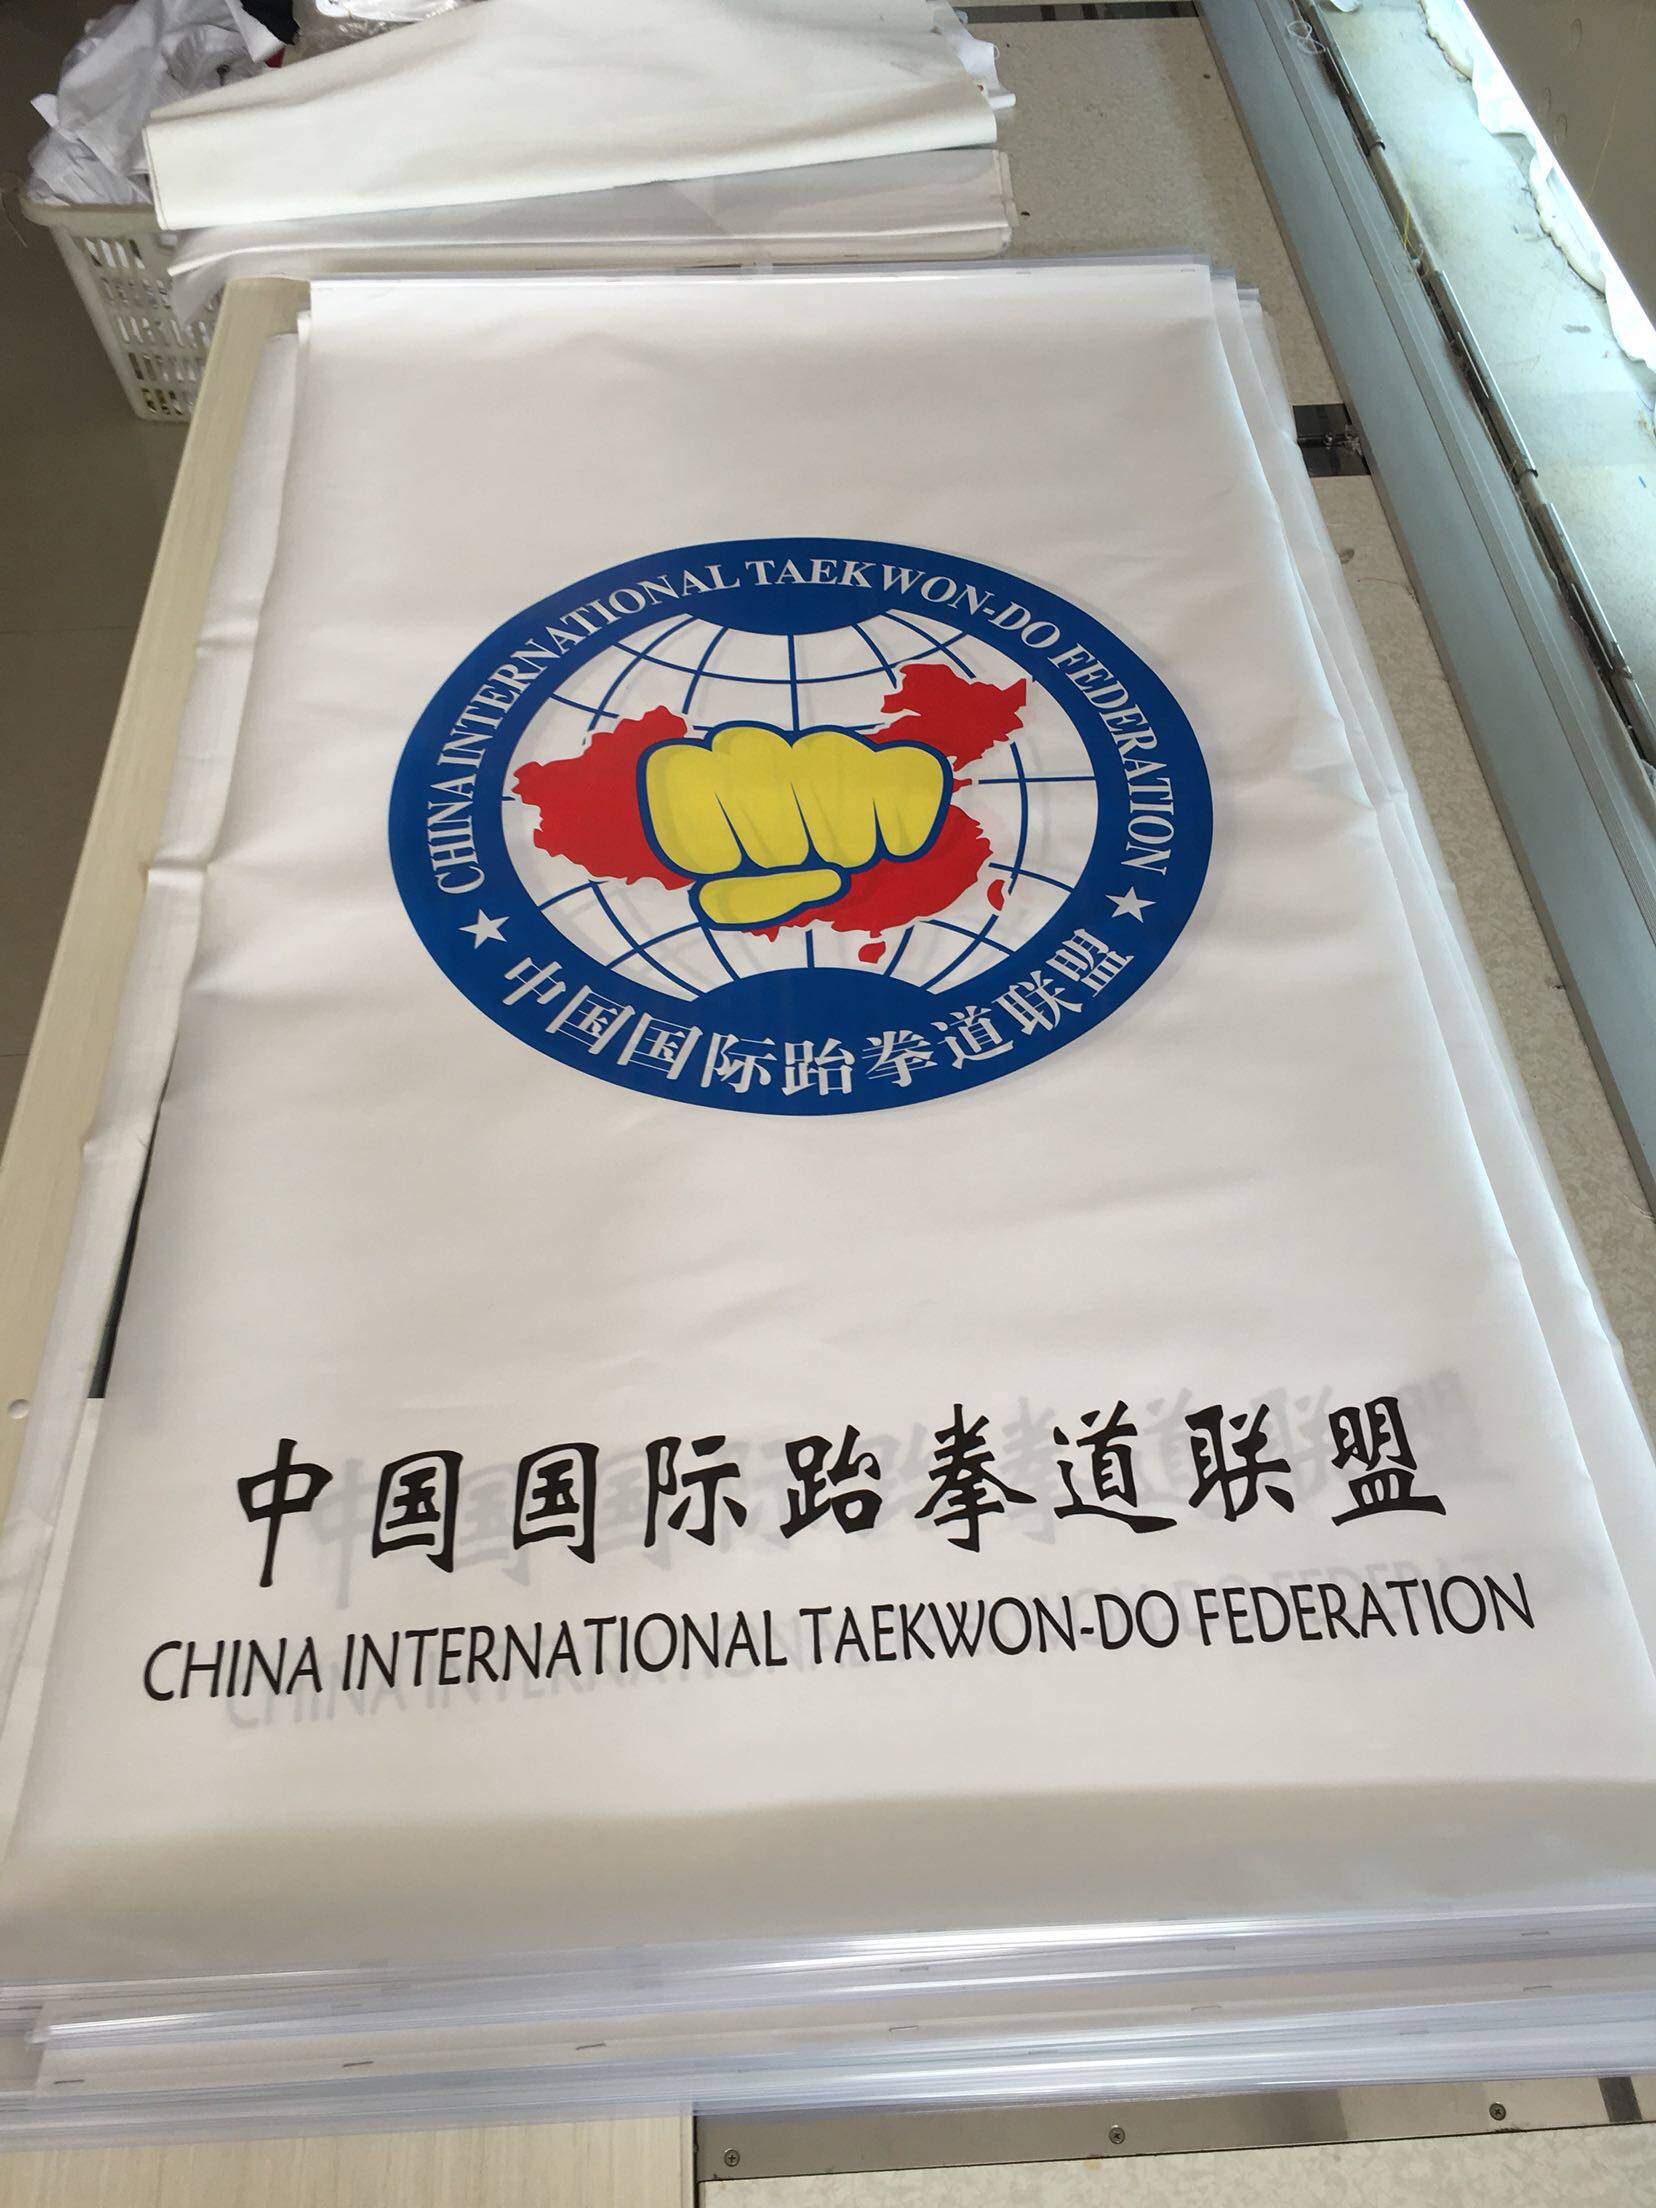 CHINA INTERNATIONAL TAEKWON-DO FEDERATION
中国国际跆拳道联盟
中国国际跆拳道联盟
CHINA INTERNATIONAL TAEKWON-DO FEDERATION